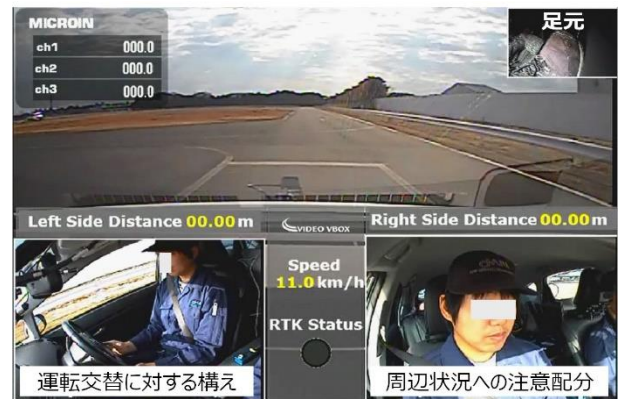 MICROIN
ch1 000.0
ch2 000.0
ch3 000.0
足元
Left Side Distance 00.00 m
VIDEO VBOX
Right Side Distance 00.00 m
Speed
11.0 km/h
RTK Status
運転交替に対する構え
周辺状況への注意配分